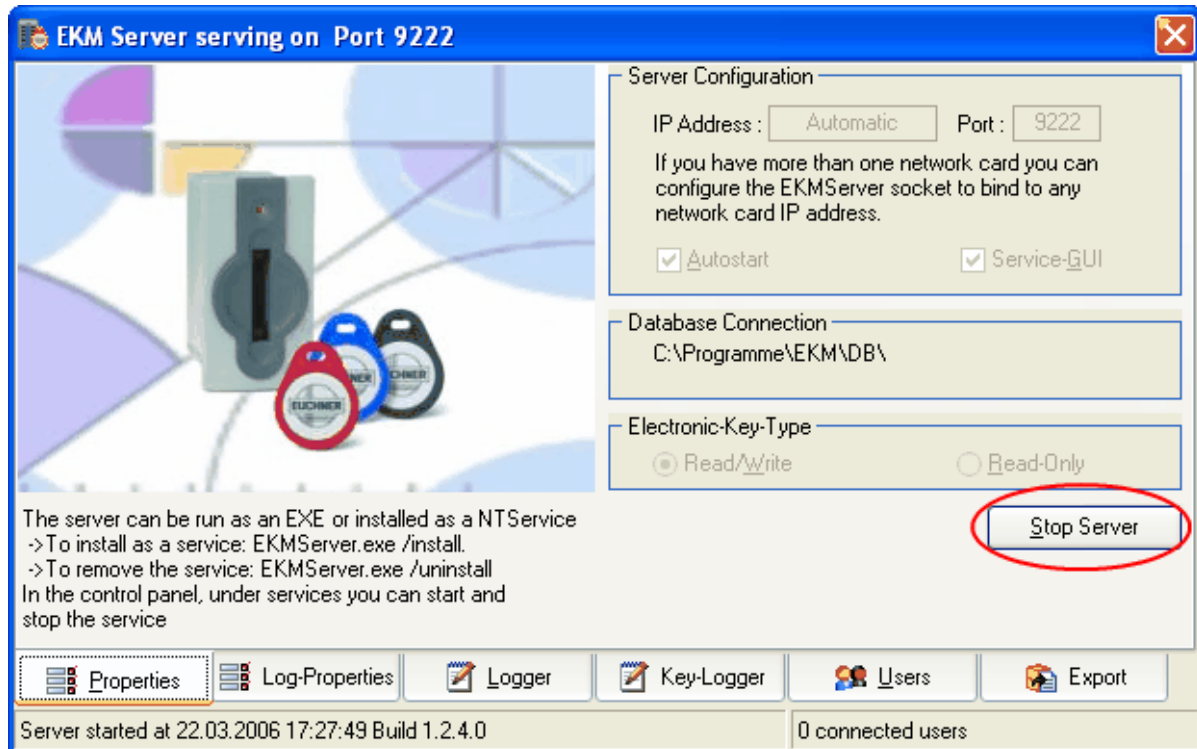 EKM Server serving on Port 9222
Server Configuration
IP Address : Automatic Port : 9222
If you have more than one network card you can
configure the EKMServer socket to bind to any
network card IP address.
Autostart Service-GUI
Database Connection
C:\Programme\EKM\DB\
Electronic-Key-Type
Read/Write Read-Only
EUCHNER
The server can be run as an EXE or installed as a NTService
->To install as a service: EKMServer.exe /install.
->To remove the service: EKMServer.exe /uninstall
In the control panel, under services you can start and
stop the service
Stop Server
Properties Log-Properties Logger Key-Logger Users Export
Server started at 22.03.2006 17:27:49 Build 1.2.4.0 0 connected users